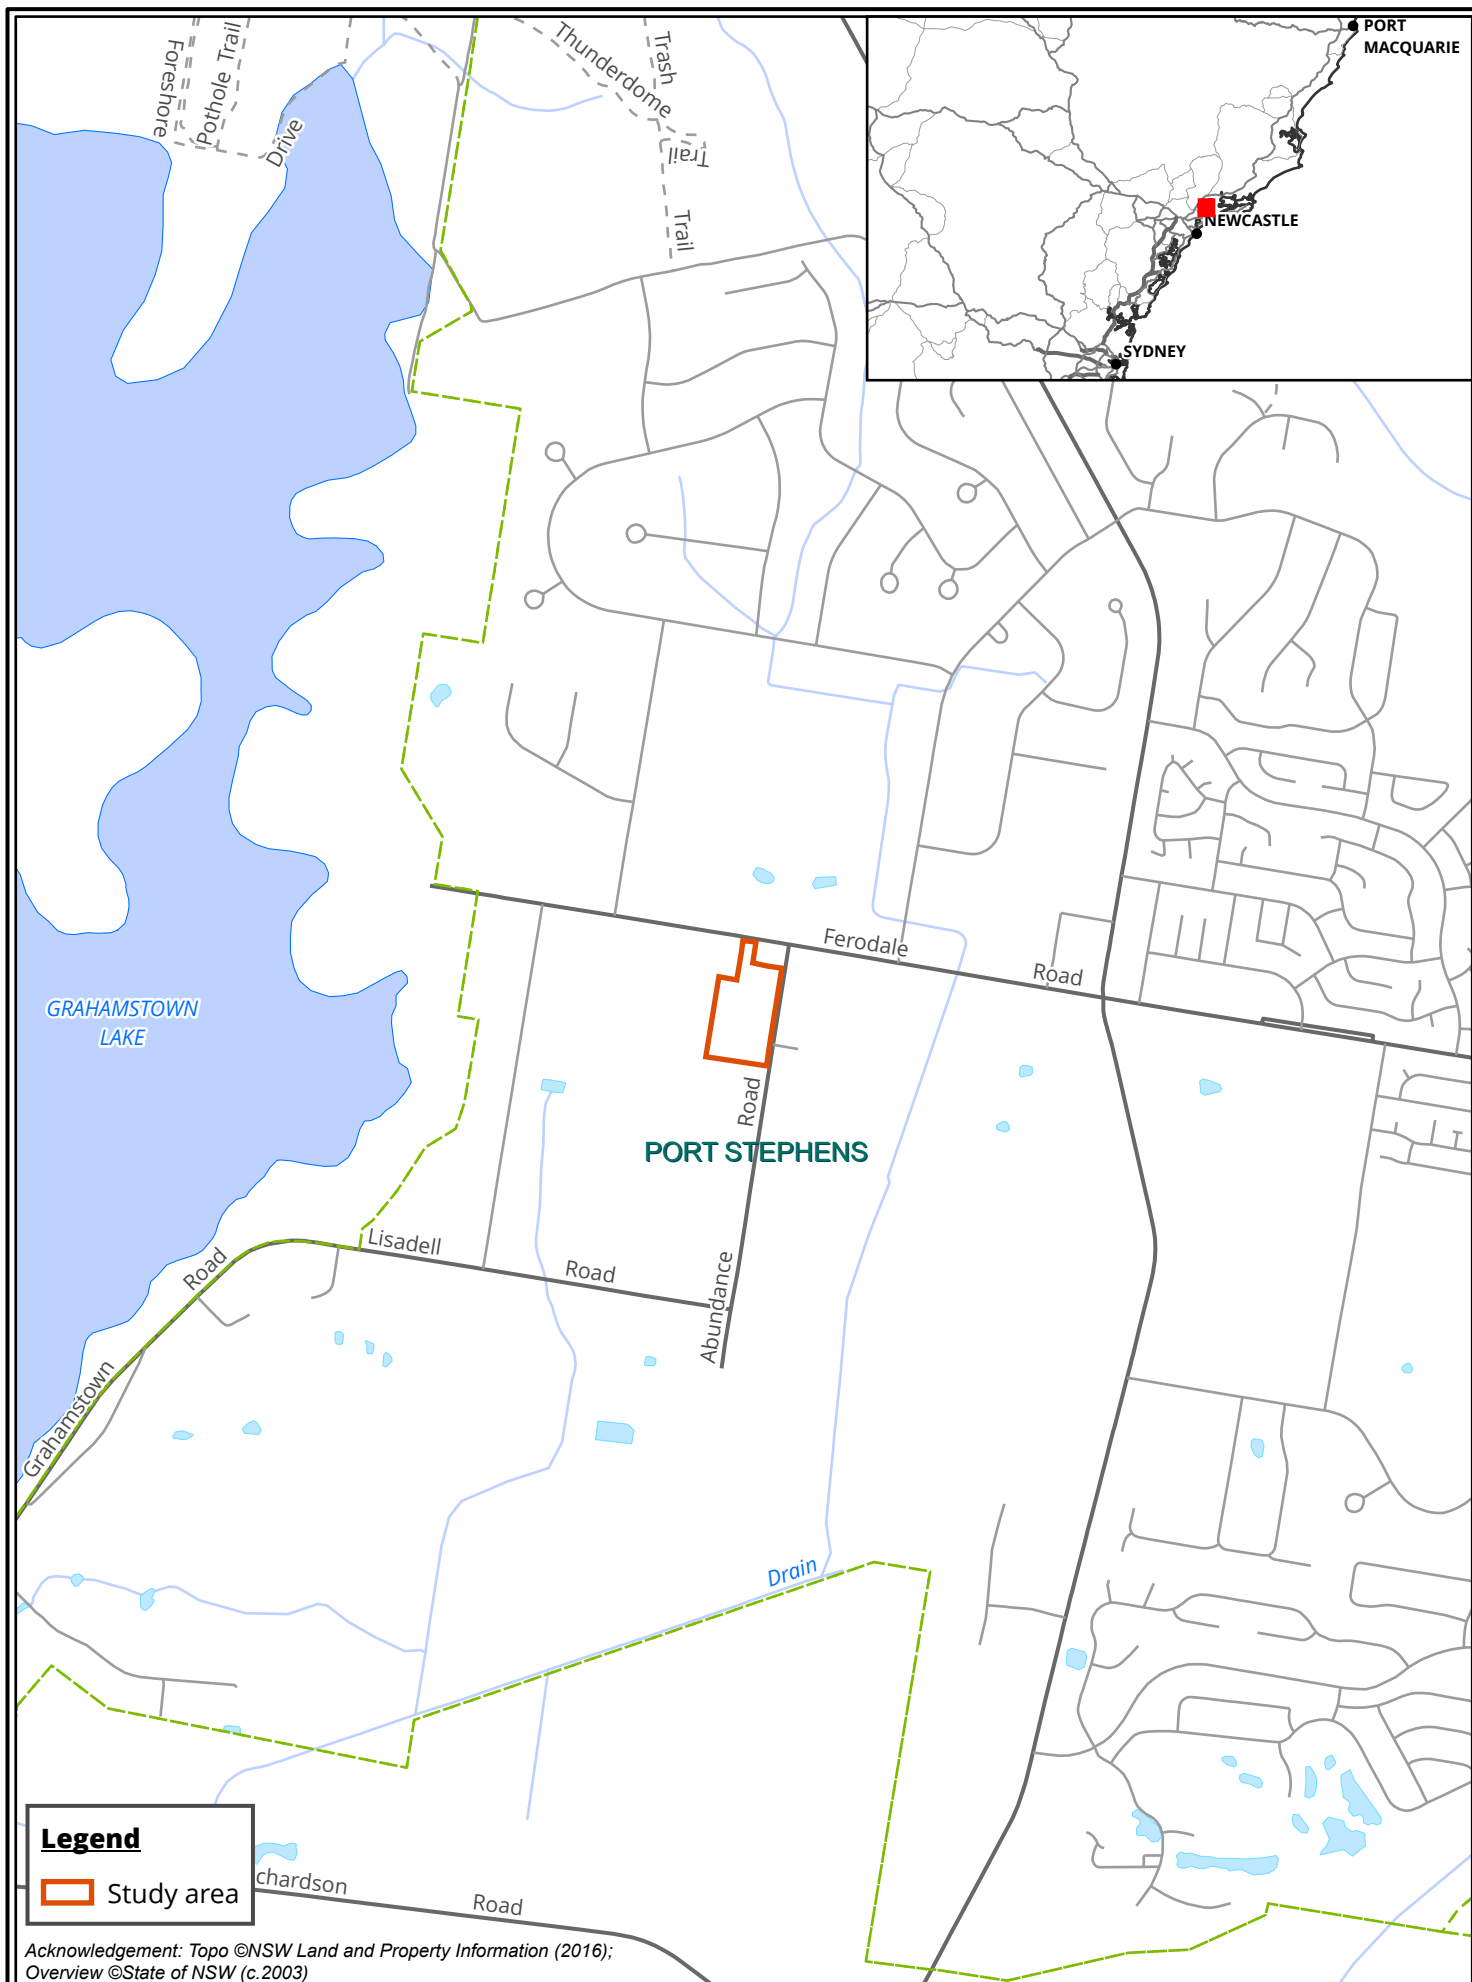 Foreshore
Pothole Trail
Drive
Thunderdome
Trail
Trash
Trail
PORT
MACQUARIE
NEWCASTLE
SYDNEY
Ferodale
Road
GRAHAMSTOWN
LAKE
Road
PORT STEPHENS
Abundance
Lisadell
Road
Road
Grahamstown
Drain
Legend
Study area
chardson
Road
Acknowledgement: Topo ©NSW Land and Property Information (2016);
Overview ©State of NSW (c.2003)